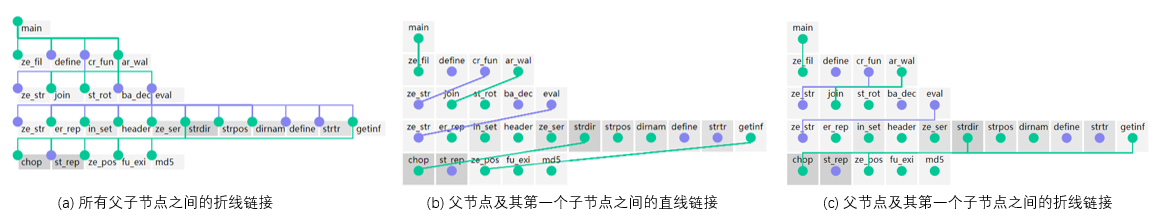 main
ze_fil define cr_fun ar_wal
ze_str join st_rot ba_dec eval
ze_str er_rep in_set header ze_ser strdir strpos dirnam define strtr getinf
chop st_rep ze_pos fu_exi md5
(a) 所有父子节点之间的折线链接
main
ze_fil define cr_fun ar_wal
ze_str join st_rot ba_dec eval
ze_str er_rep in_set header ze_ser strdir strpos dirnam define strtr getinf
chop st_rep ze_pos fu_exi md5
(b) 父节点及其第一个子节点之间的直线链接
main
ze_fil define cr_fun ar_wal
ze_str join st_rot ba_dec eval
ze_str er_rep in_set header ze_ser strdir strpos dirnam define strtr getinf
chop st_rep ze_pos fu_exi md5
(c) 父节点及其第一个子节点之间的折线链接